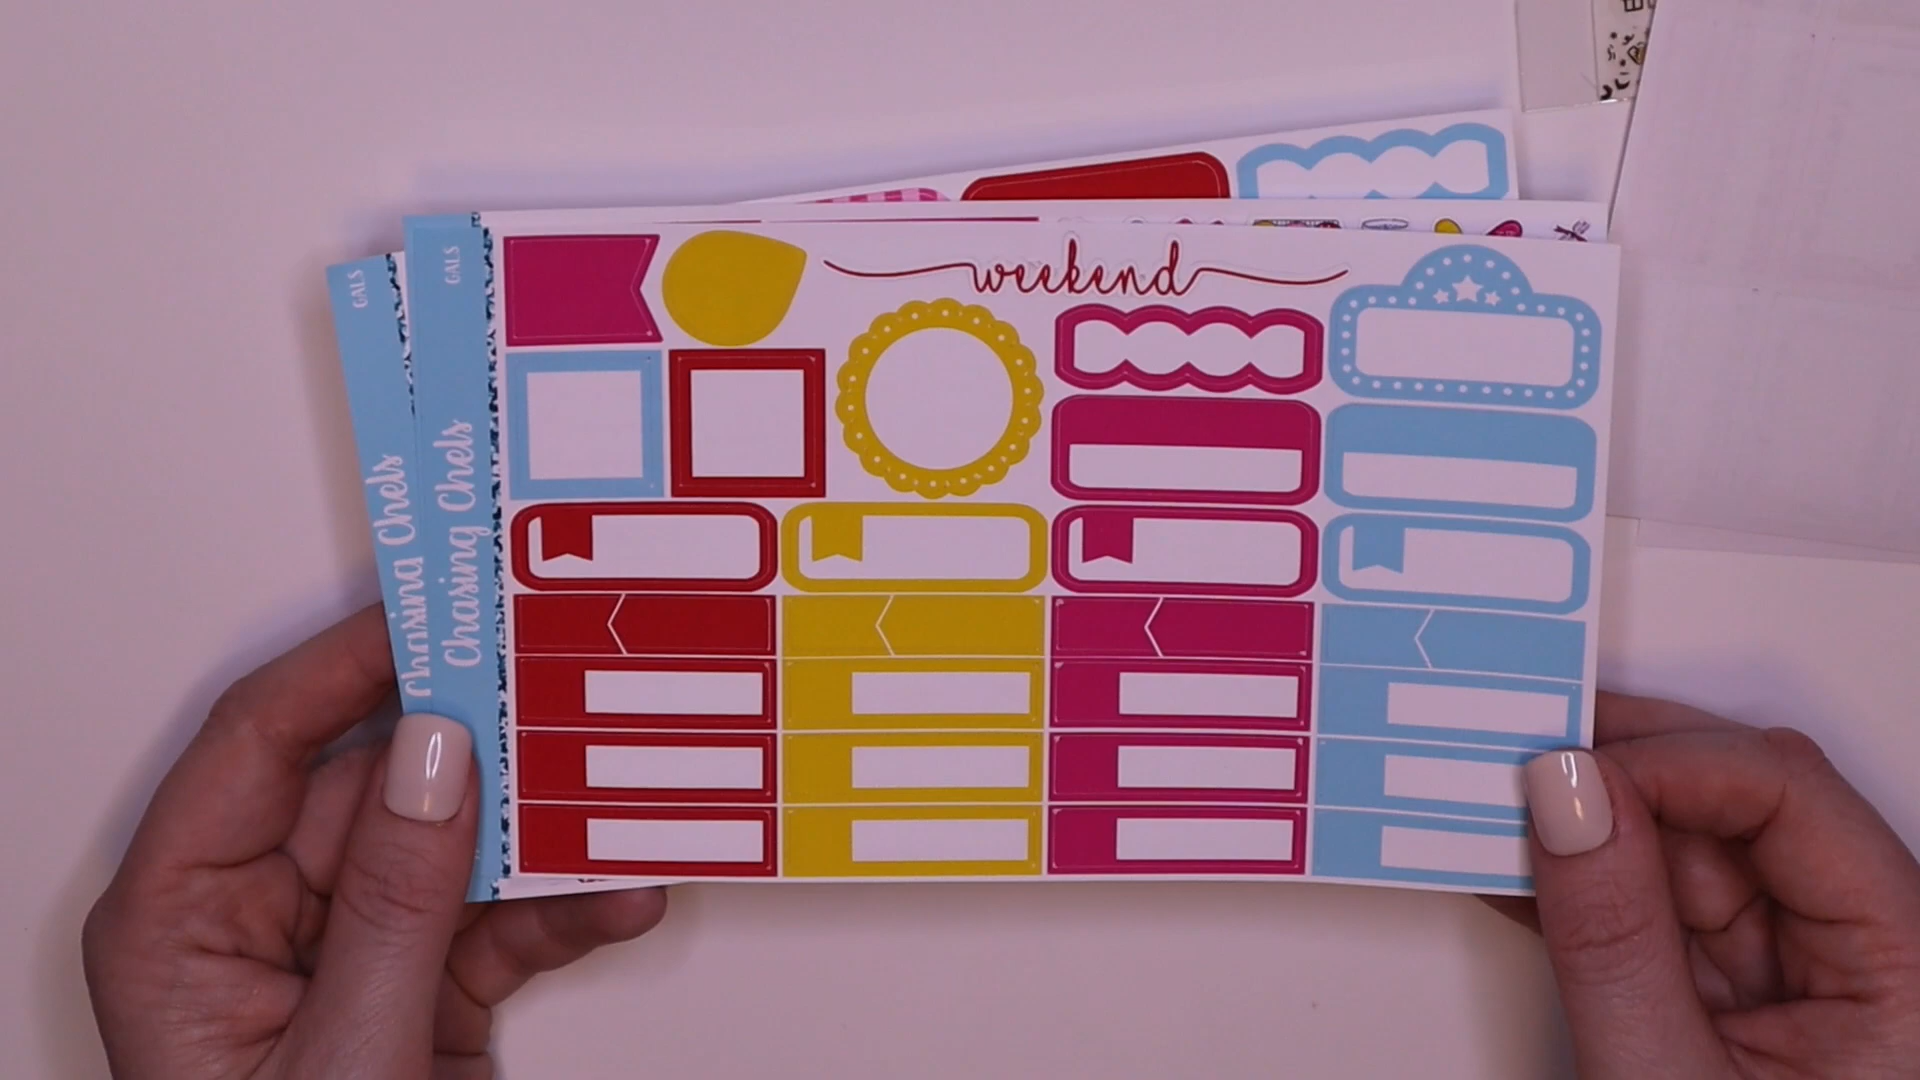 GALS
Chasing Chels
GALS
Chasing Chels
weekend